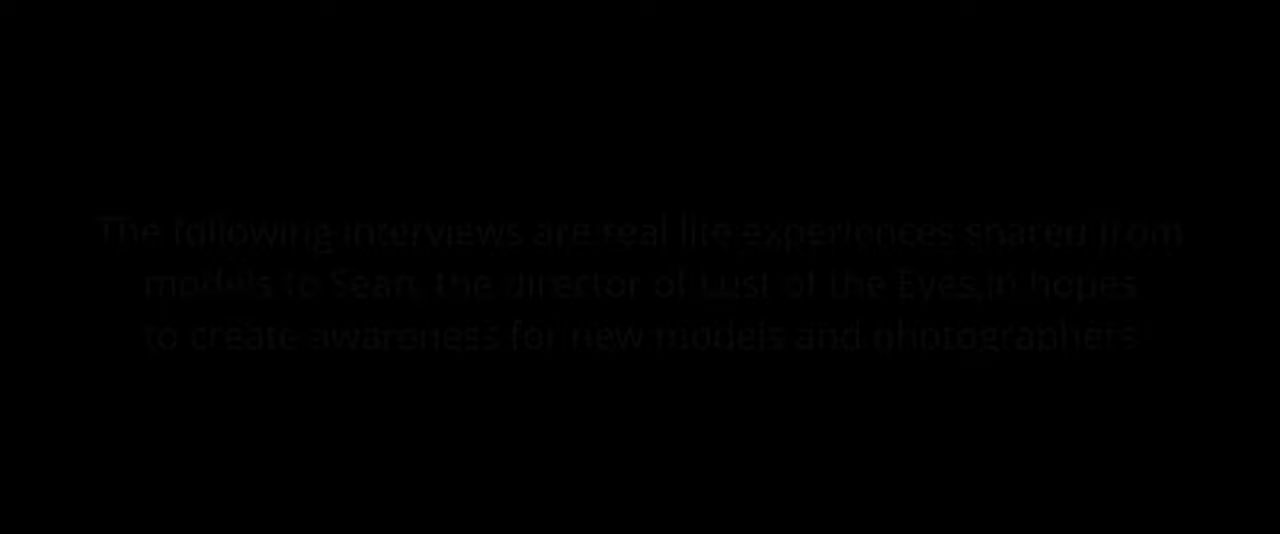 The following interviews are real life experiences shared from
models to Sean, the director of Lust of the Eyes,in hopes
to create awareness for new models and photographers